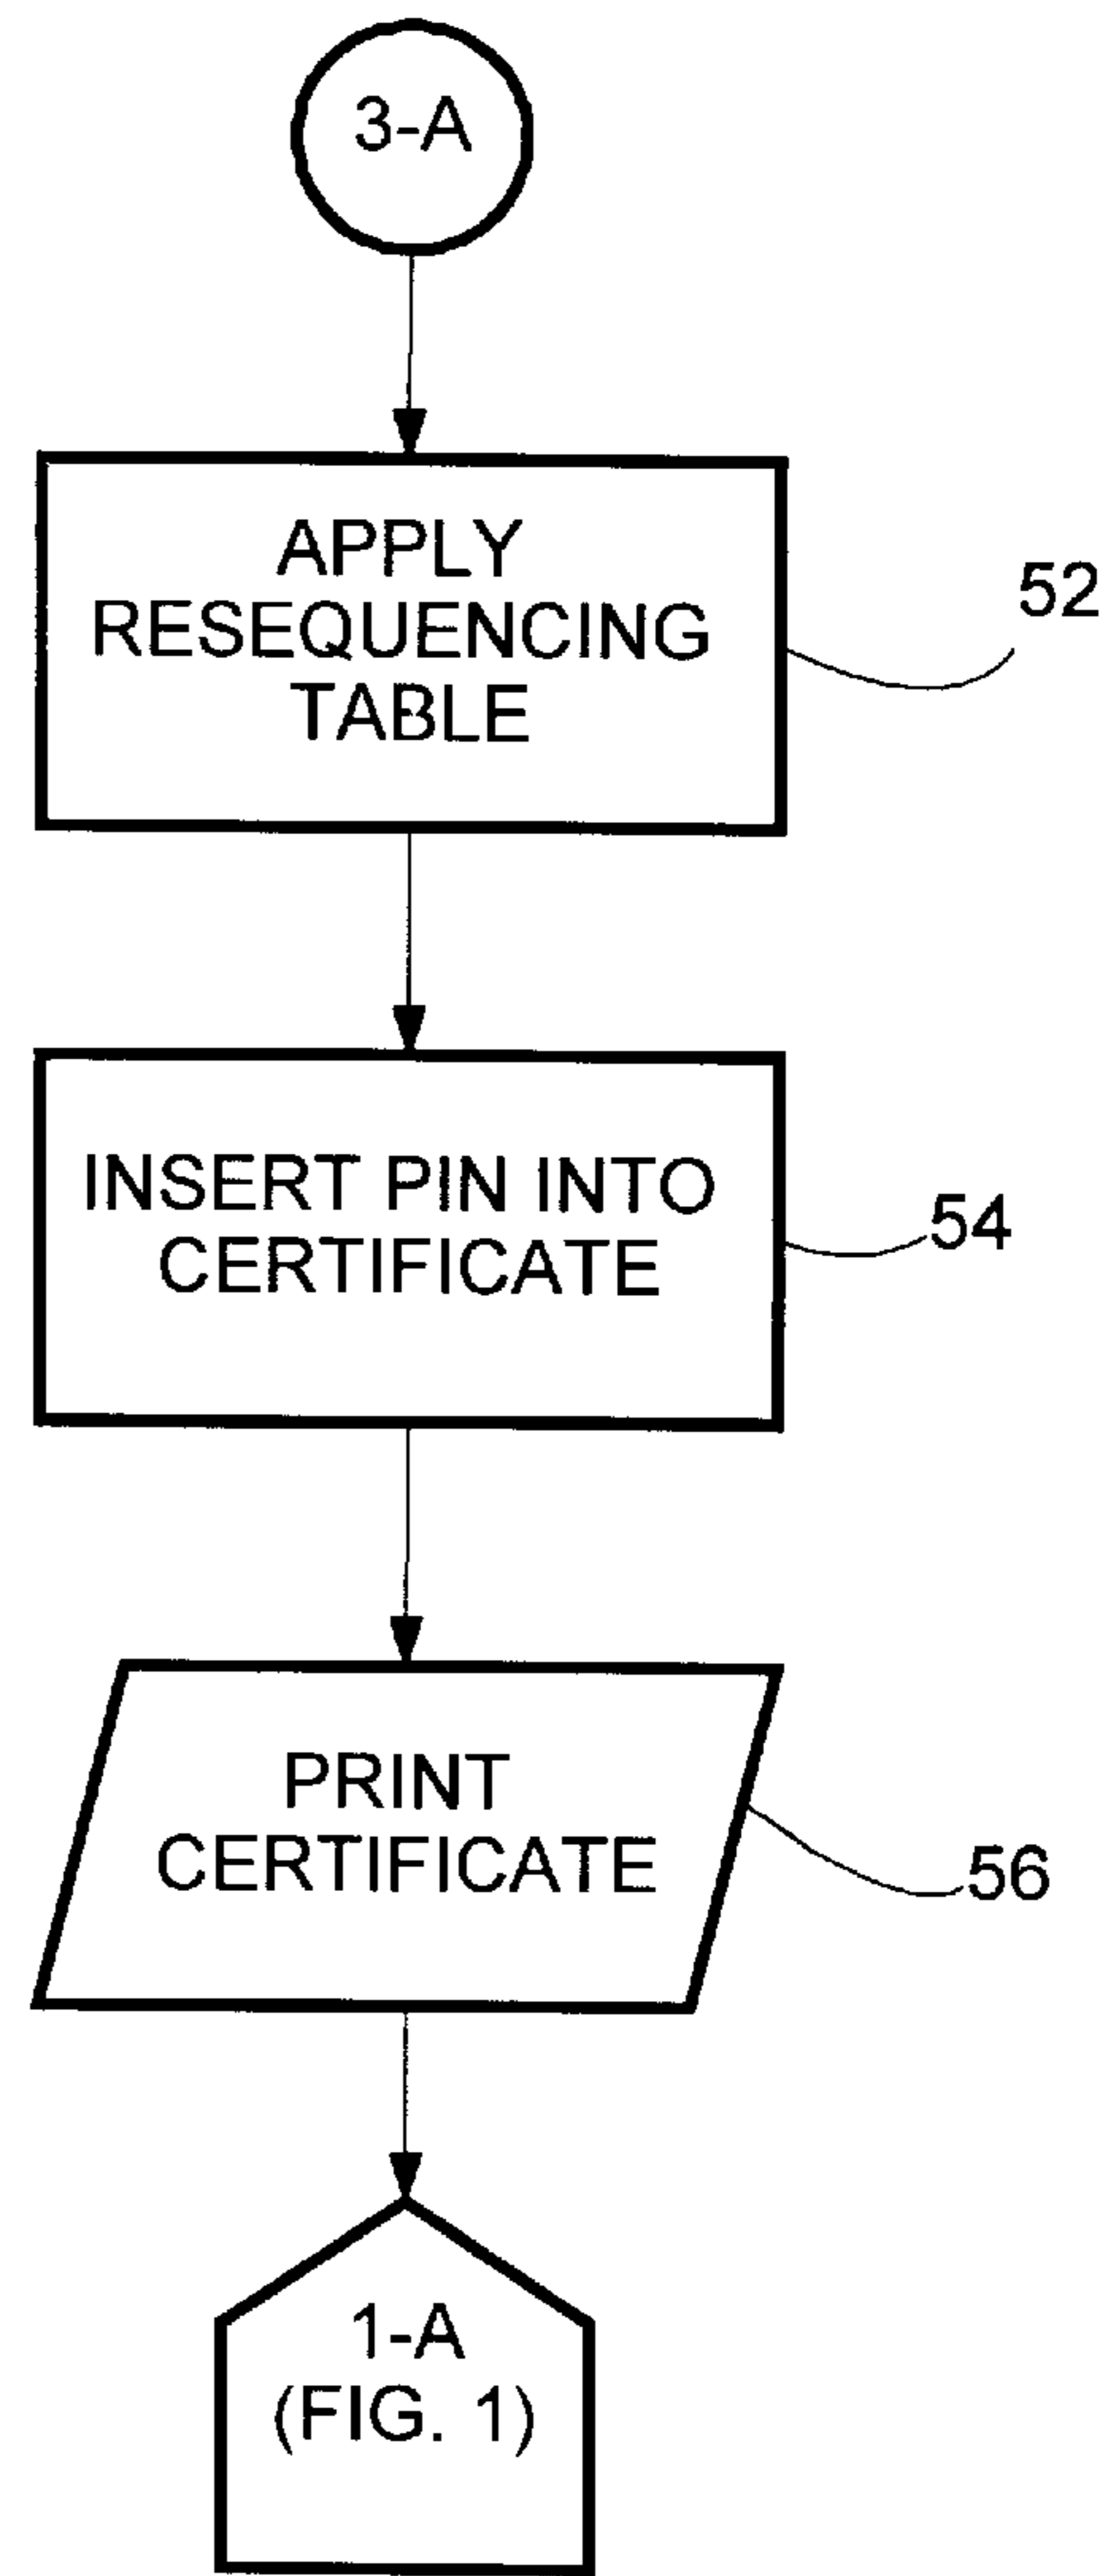 3-A
APPLY
RESEQUENCING
TABLE
52
INSERT PIN INTO
CERTIFICATE
54
PRINT
CERTIFICATE
56
1-A
(FIG. 1)